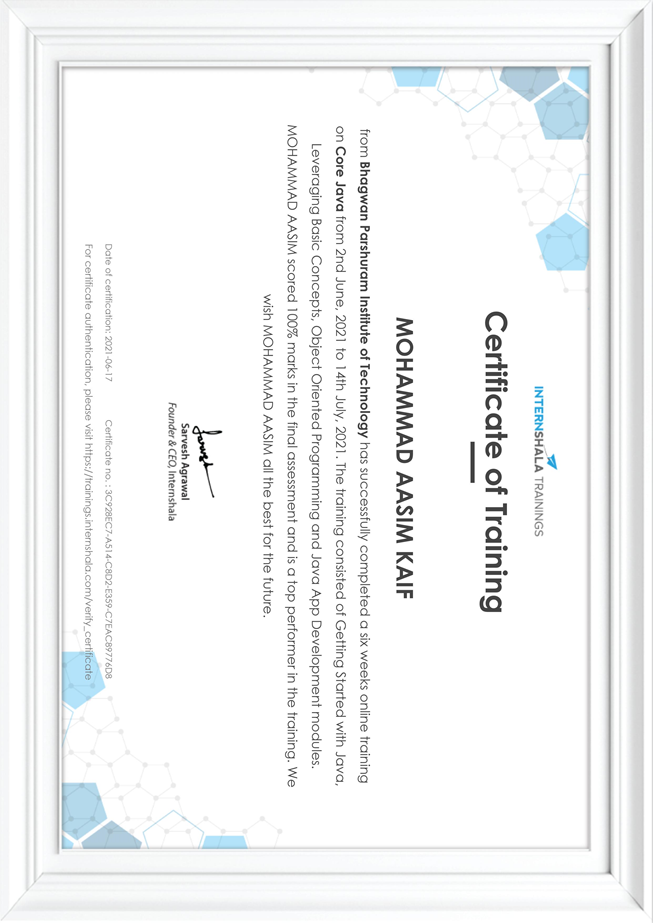 INTERNSHALA TRAININGS
Certificate of Training
MOHAMMAD AASIM KAIF
from Bhagwan Parshuram Institute of Technology has successfully completed a six weeks online training
on Core Java from 2nd June, 2021 to 14th July, 2021. The training consisted of Getting Started with Java,
Leveraging Basic Concepts, Object Oriented Programming and Java App Development modules.
MOHAMMAD AASIM scored 100% marks in the final assessment and is a top performer in the training. We
wish MOHAMMAD AASIM all the best for the future.
Sarvesh Agrawal
Founder & CEO, Internshala
Date of certification: 2021-06-17 Certificate no. : 3C928EC7-A514-C8D2-E359-C7EAC89776D8
For certificate authentication, please visit https://trainings.internshala.com/verify_certificate